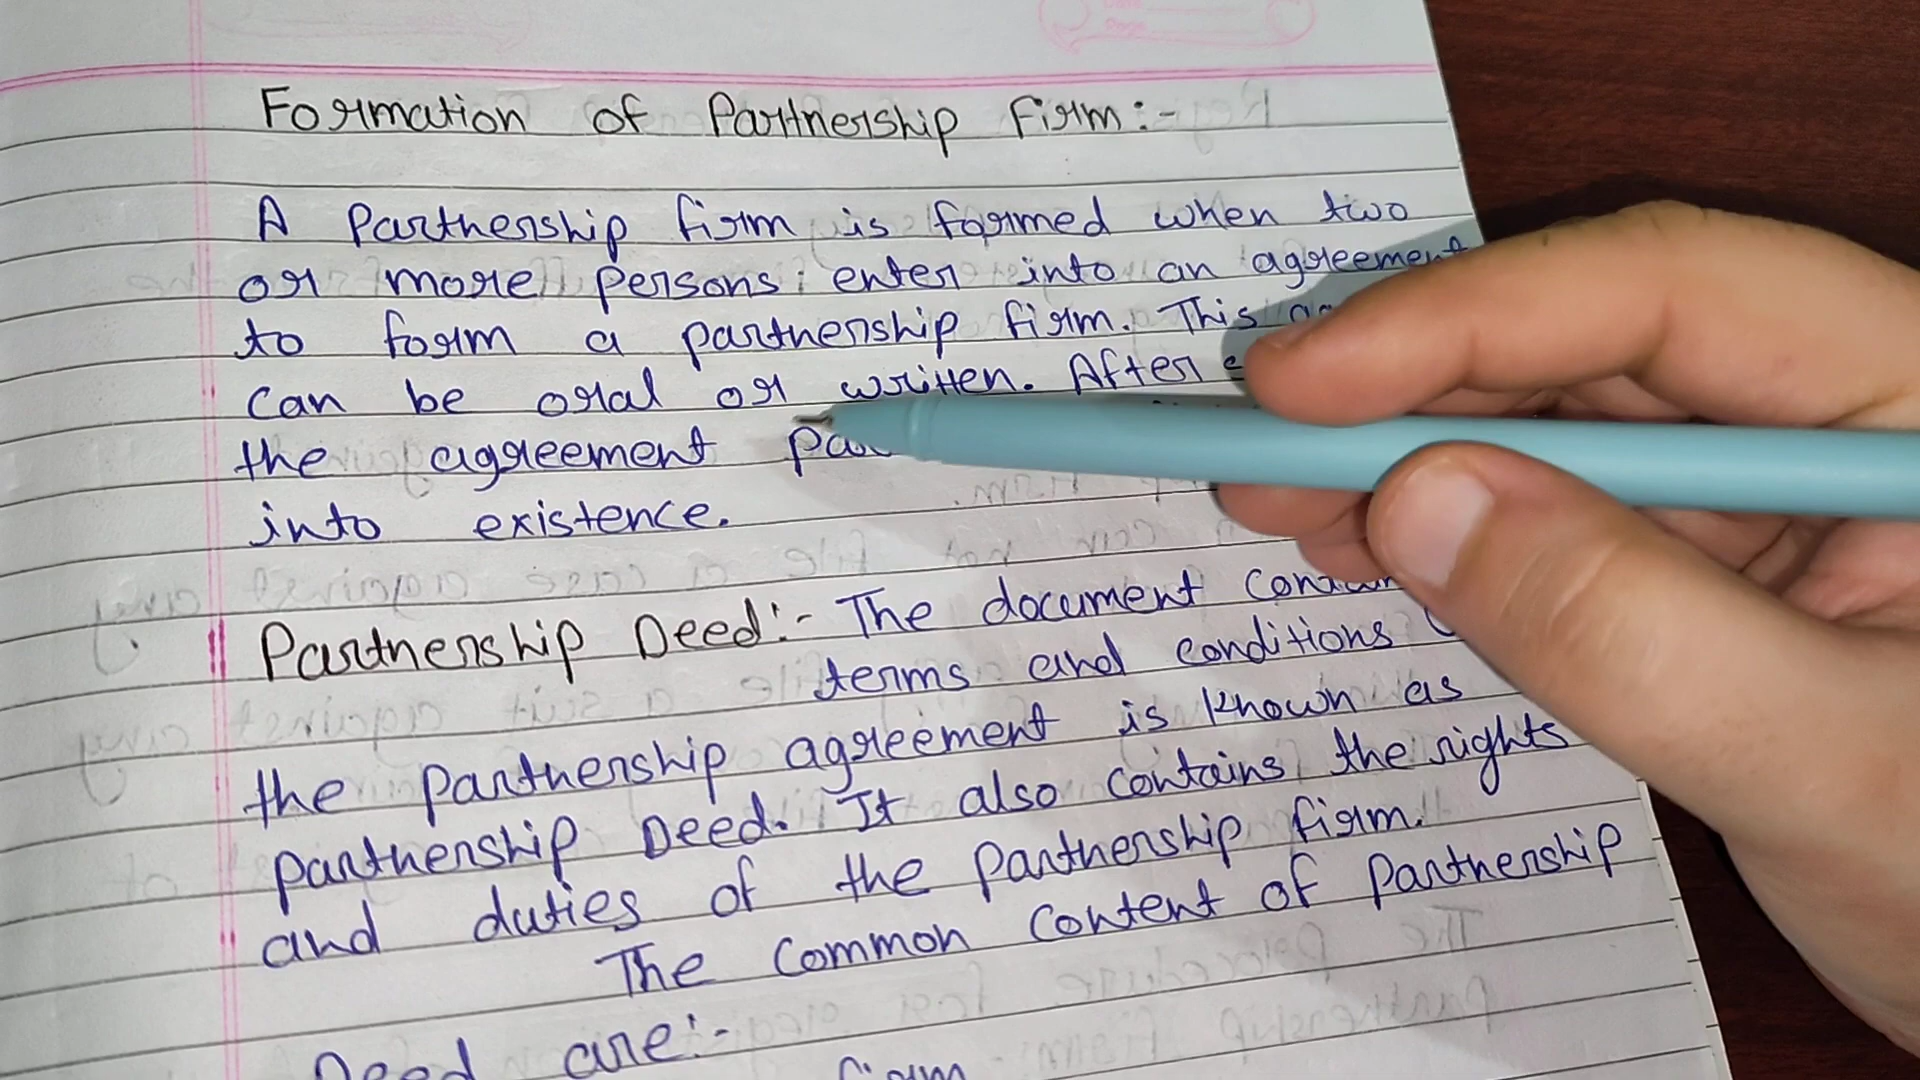 Formation of Partnership Firm:-
A Partnership firm is formed when two
or more persons enter into an agreement
to form a partnership firm. This
can be oral or written. After
the agreement
into existence.
Partnership Deed:- The document
terms and conditions
the partnership agreement is known as
partnership Deed. It also contains the rights
and duties of the partnership firm.
The Common Content of Partnership
Deed are:-
firm